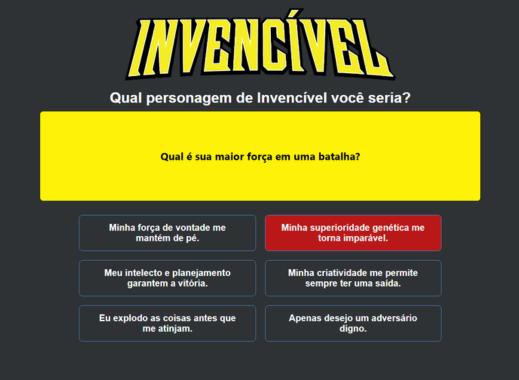 INVENCÍVEL
Qual personagem de Invencível você seria?
Qual é sua maior força em uma batalha?
Minha força de vontade me
mantém de pé.
Minha superioridade genética me
torna imparável.
Meu intelecto e planejamento
garantem a vitória.
Minha criatividade me permite
sempre ter uma saída.
Eu explodo as coisas antes que
me atinjam.
Apenas desejo um adversário
digno.